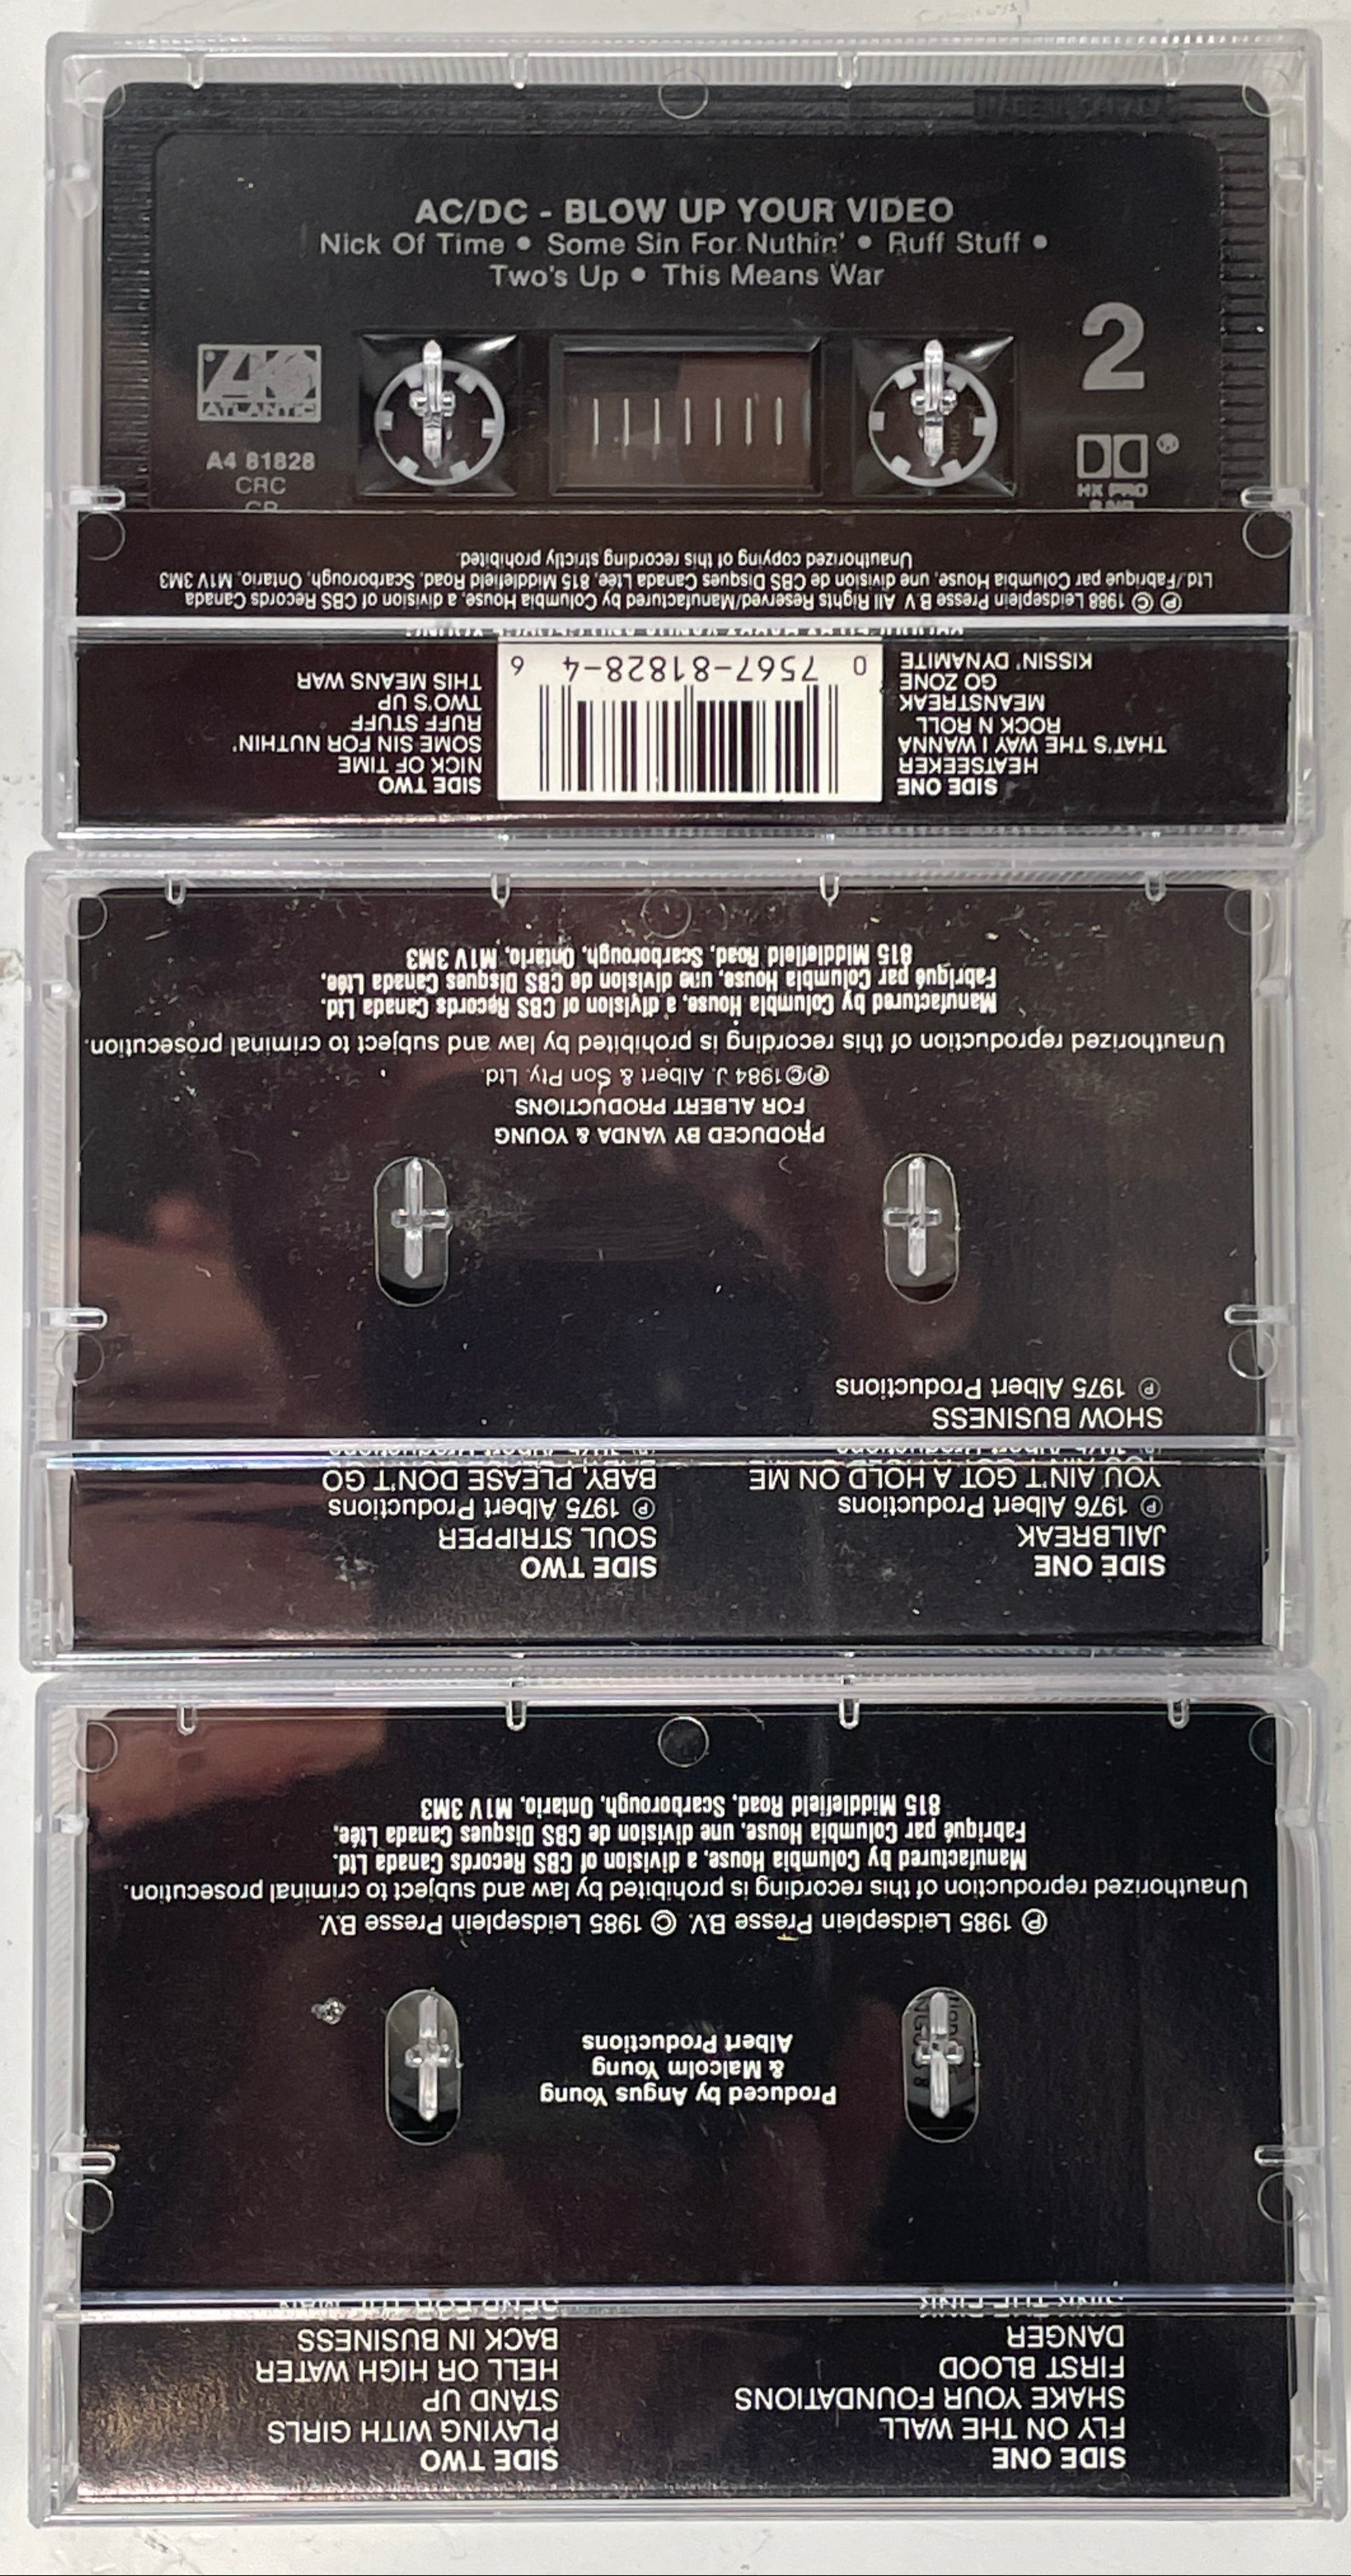 AC/DC - BLOW UP YOUR VIDEO
Nick Of Time • Some Sin For Nuthin' • Ruff Stuff •
Two's Up • This Means War
2
ATLANTIC
A4 81828
CRC
HX PRO
Ⓟ © 1988 Leidseplein Presse B.V. All Rights Reserved/Manufactured by Columbia House, a division of CBS Records Canada
Ltd./Fabriqué par Columbia House, une division de CBS Disques Canada Ltée, 815 Middlefield Road, Scarborough, Ontario, M1V 3M3
Unauthorized copying of this recording strictly prohibited.
SIDE ONE
HEATSEEKER
THAT'S THE WAY I WANNA
ROCK N ROLL
MEANSTREAK
GO ZONE
KISSIN' DYNAMITE
0 7567-81828-4 6
SIDE TWO
NICK OF TIME
SOME SIN FOR NUTHIN'
RUFF STUFF
TWO'S UP
THIS MEANS WAR
SIDE ONE
JAILBREAK
Ⓟ 1976 Albert Productions
YOU AIN'T GOT A HOLD ON ME
SHOW BUSINESS
Ⓟ 1975 Albert Productions
SIDE TWO
SOUL STRIPPER
Ⓟ 1975 Albert Productions
BABY, PLEASE DON'T GO
PRODUCED BY VANDA & YOUNG
FOR ALBERT PRODUCTIONS
Ⓟ©1984 J. Albert & Son Pty. Ltd.
Unauthorized reproduction of this recording is prohibited by law and subject to criminal prosecution.
Manufactured by Columbia House, a division of CBS Records Canada Ltd.
Fabriqué par Columbia House, une division de CBS Disques Canada Ltée,
815 Middlefield Road, Scarborough, Ontario, M1V 3M3
SIDE ONE
FLY ON THE WALL
SHAKE YOUR FOUNDATIONS
FIRST BLOOD
DANGER
SINK THE PINK
SIDE TWO
PLAYING WITH GIRLS
STAND UP
HELL OR HIGH WATER
BACK IN BUSINESS
SEND FOR THE MAN
Produced by Angus Young
& Malcolm Young
Albert Productions
Ⓟ 1985 Leidseplein Presse B.V. © 1985 Leidseplein Presse B.V.
Unauthorized reproduction of this recording is prohibited by law and subject to criminal prosecution.
Manufactured by Columbia House, a division of CBS Records Canada Ltd.
Fabriqué par Columbia House, une division de CBS Disques Canada Ltée,
815 Middlefield Road, Scarborough, Ontario, M1V 3M3